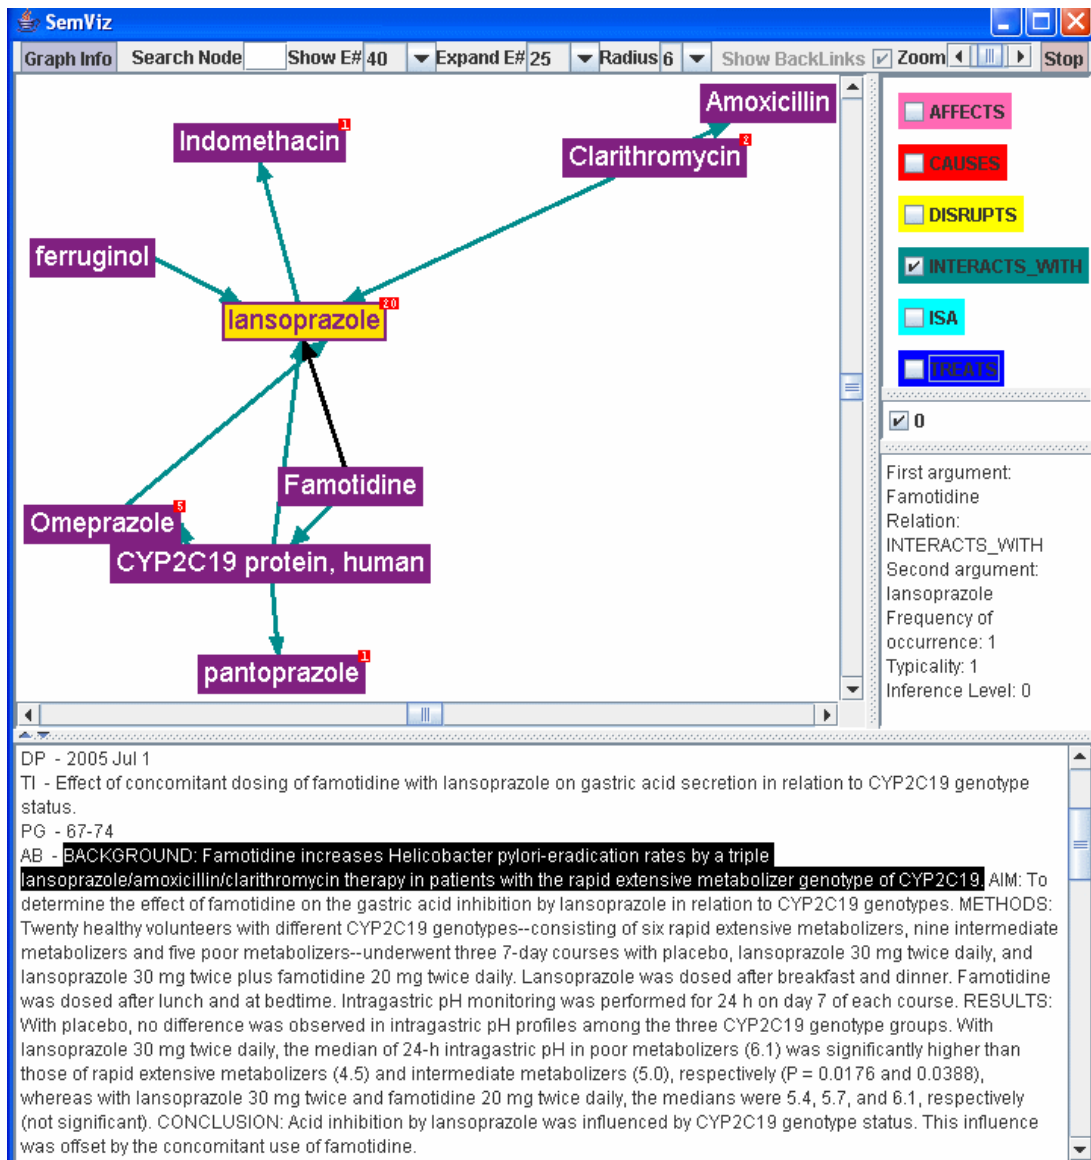 SemViz
Graph Info Search Node Show E# 40 Expand E# 25 Radius 6 Show BackLinks Zoom Stop
Amoxicillin
Indomethacin 1
Clarithromycin 2
ferruginol
lansoprazole 20
Famotidine
Omeprazole 5
CYP2C19 protein, human
pantoprazole 1
AFFECTS
CAUSES
DISRUPTS
INTERACTS_WITH
ISA
TREATS
0
First argument:
Famotidine
Relation:
INTERACTS_WITH
Second argument:
lansoprazole
Frequency of
occurrence: 1
Typicality: 1
Inference Level: 0
DP - 2005 Jul 1
TI - Effect of concomitant dosing of famotidine with lansoprazole on gastric acid secretion in relation to CYP2C19 genotype
status.
PG - 67-74
AB - BACKGROUND: Famotidine increases Helicobacter pylori-eradication rates by a triple
lansoprazole/amoxicillin/clarithromycin therapy in patients with the rapid extensive metabolizer genotype of CYP2C19. AIM: To
determine the effect of famotidine on the gastric acid inhibition by lansoprazole in relation to CYP2C19 genotypes. METHODS:
Twenty healthy volunteers with different CYP2C19 genotypes--consisting of six rapid extensive metabolizers, nine intermediate
metabolizers and five poor metabolizers--underwent three 7-day courses with placebo, lansoprazole 30 mg twice daily, and
lansoprazole 30 mg twice plus famotidine 20 mg twice daily. Lansoprazole was dosed after breakfast and dinner. Famotidine
was dosed after lunch and at bedtime. Intragastric pH monitoring was performed for 24 h on day 7 of each course. RESULTS:
With placebo, no difference was observed in intragastric pH profiles among the three CYP2C19 genotype groups. With
lansoprazole 30 mg twice daily, the median of 24-h intragastric pH in poor metabolizers (6.1) was significantly higher than
those of rapid extensive metabolizers (4.5) and intermediate metabolizers (5.0), respectively (P = 0.0176 and 0.0388),
whereas with lansoprazole 30 mg twice and famotidine 20 mg twice daily, the medians were 5.4, 5.7, and 6.1, respectively
(not significant). CONCLUSION: Acid inhibition by lansoprazole was influenced by CYP2C19 genotype status. This influence
was offset by the concomitant use of famotidine.